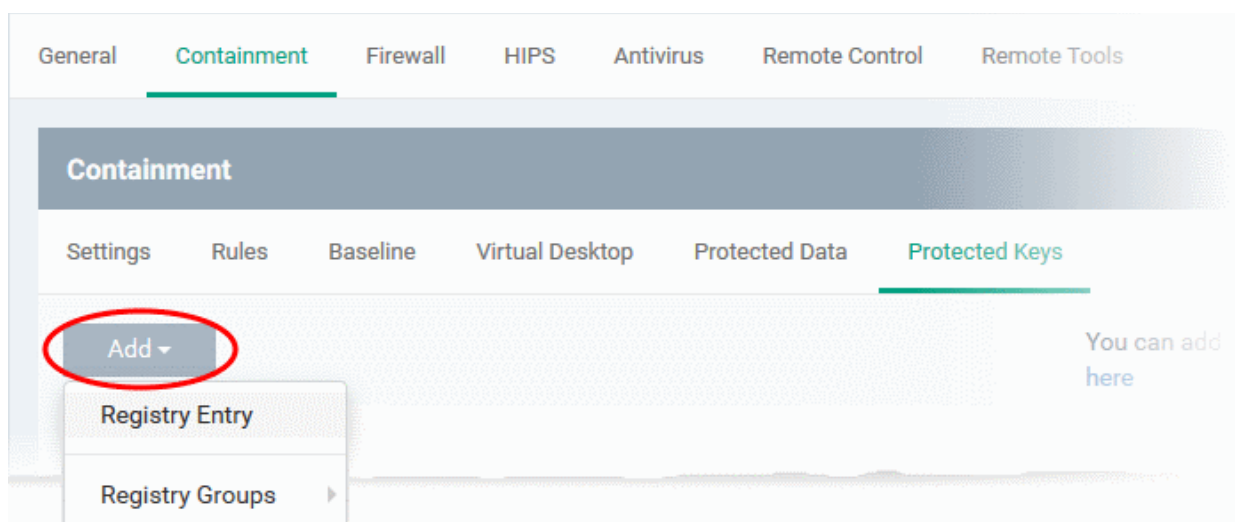 General Containment Firewall HIPS Antivirus Remote Control Remote Tools
Containment
Settings Rules Baseline Virtual Desktop Protected Data Protected Keys
Add
You can add
here
Registry Entry
Registry Groups